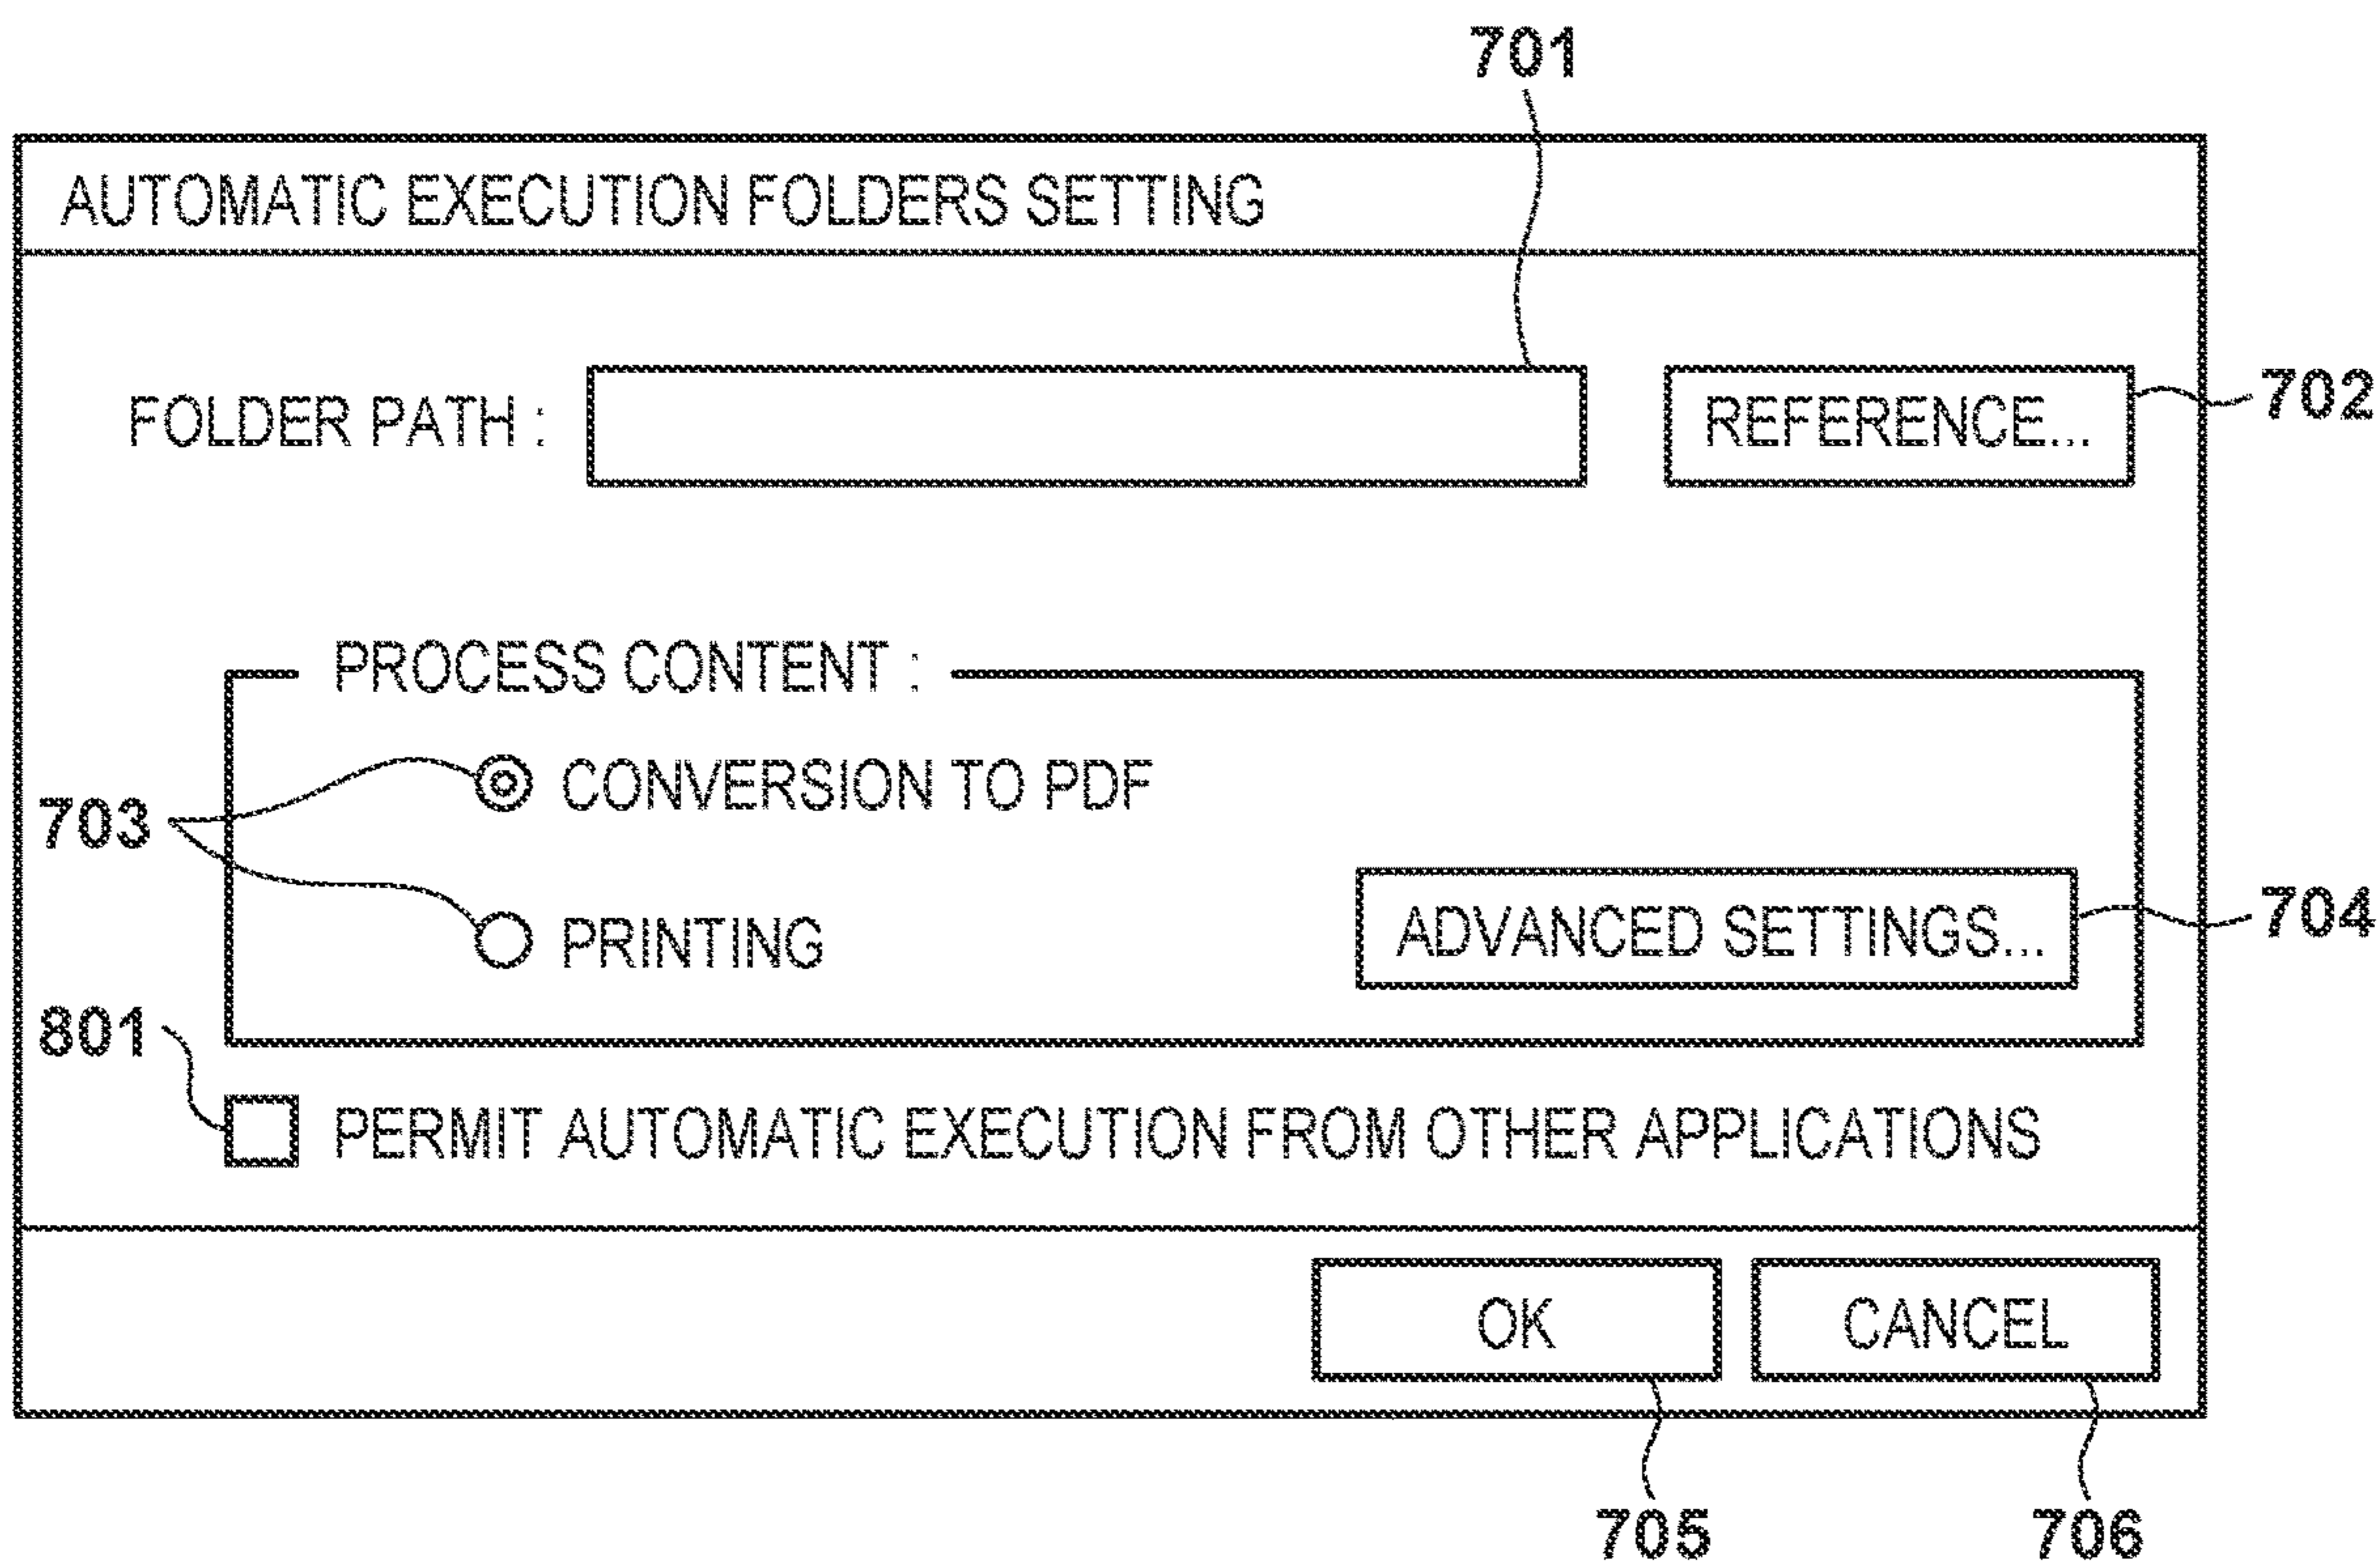 701
AUTOMATIC EXECUTION FOLDERS SETTING
FOLDER PATH :
REFERENCE...
702
PROCESS CONTENT :
CONVERSION TO PDF
703
PRINTING
ADVANCED SETTINGS...
704
801
PERMIT AUTOMATIC EXECUTION FROM OTHER APPLICATIONS
OK
CANCEL
705
706